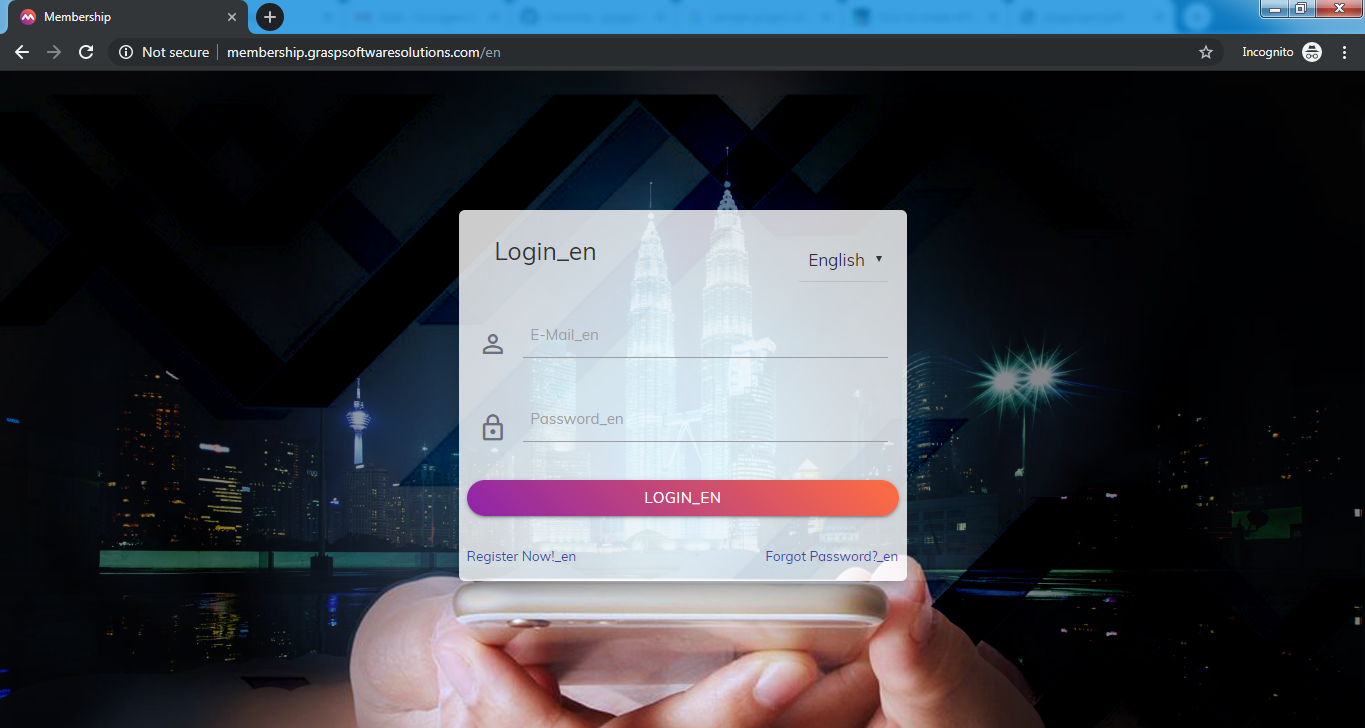 Membership
Not secure
membership.graspsoftwaresolutions.com/en
Incognito
Login_en
English
E-Mail_en
Password_en
LOGIN_EN
Register Now!_en
Forgot Password?_en